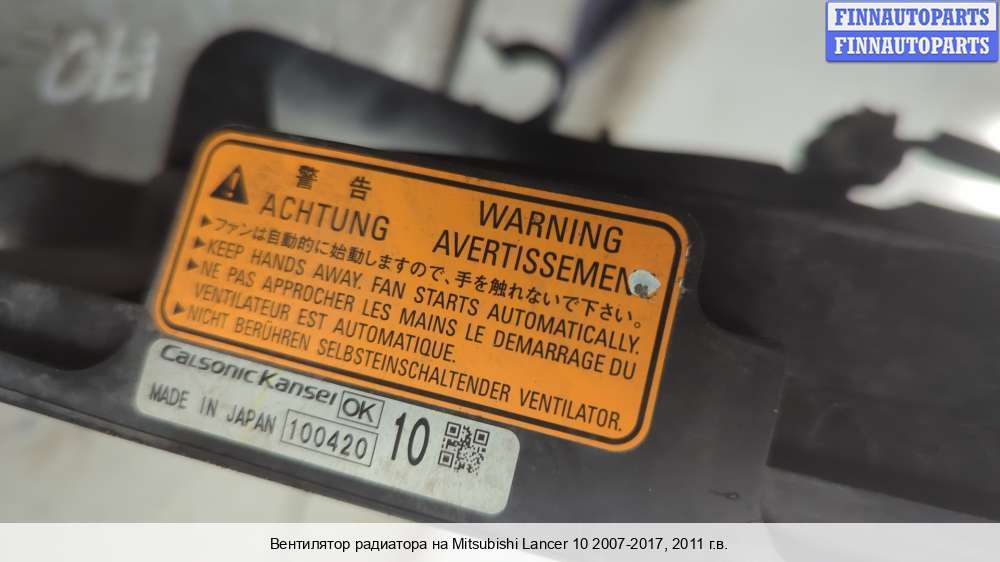 FINNAUTOPARTS
FINNAUTOPARTS
警告
ACHTUNG
WARNING
AVERTISSEMEN
▶ファンは自動的に始動しますので、手を触れないで下さい。
▶KEEP HANDS AWAY. FAN STARTS AUTOMATICALLY.
▶NE PAS APPROCHER LES MAINS LE DEMARRAGE DU
VENTILATEUR EST AUTOMATIQUE.
▶NICHT BERÜHREN SELBSTEINSCHALTENDER VENTILATOR.
CalsonicKansei OK
MADE IN JAPAN 100420 10
Вентилятор радиатора на Mitsubishi Lancer 10 2007-2017, 2011 г.в.